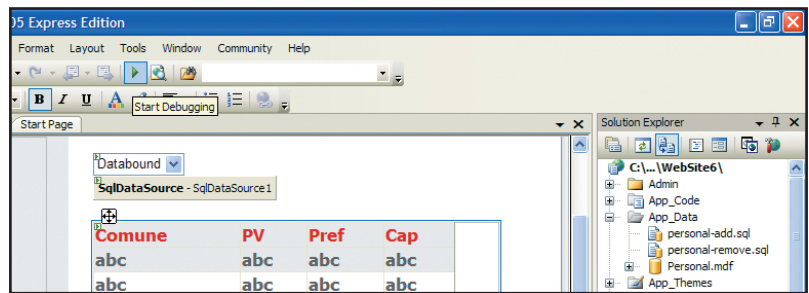 05 Express Edition
Format Layout Tools Window Community Help
B I U A
Start Debugging
Start Page
Databound
SqlDataSource - SqlDataSource1
Comune PV Pref Cap
abc abc abc abc
abc abc abc abc
Solution Explorer
C:\...\WebSite6\
Admin
App_Code
App_Data
personal-add.sql
personal-remove.sql
Personal.mdf
App_Themes